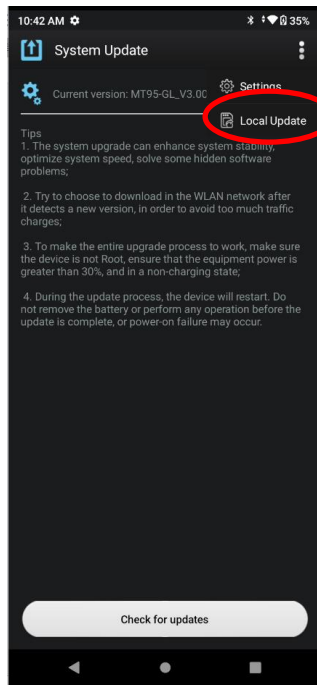 10:42 AM 35%
System Update
Settings
Current version: MT95-GL_V3.00
Local Update
Tips
1. The system upgrade can enhance system stability,
optimize system speed, solve some hidden software
problems;
2. Try to choose to download in the WLAN network after
it detects a new version, in order to avoid too much traffic
charges;
3. To make the entire upgrade process to work, make sure
the device is not Root, ensure that the equipment power is
greater than 30%, and in a non-charging
state;
4. During the update process, the device will restart. Do
not remove the battery or perform any operation before the
update is complete, or power-on failure may occur.
Check for updates